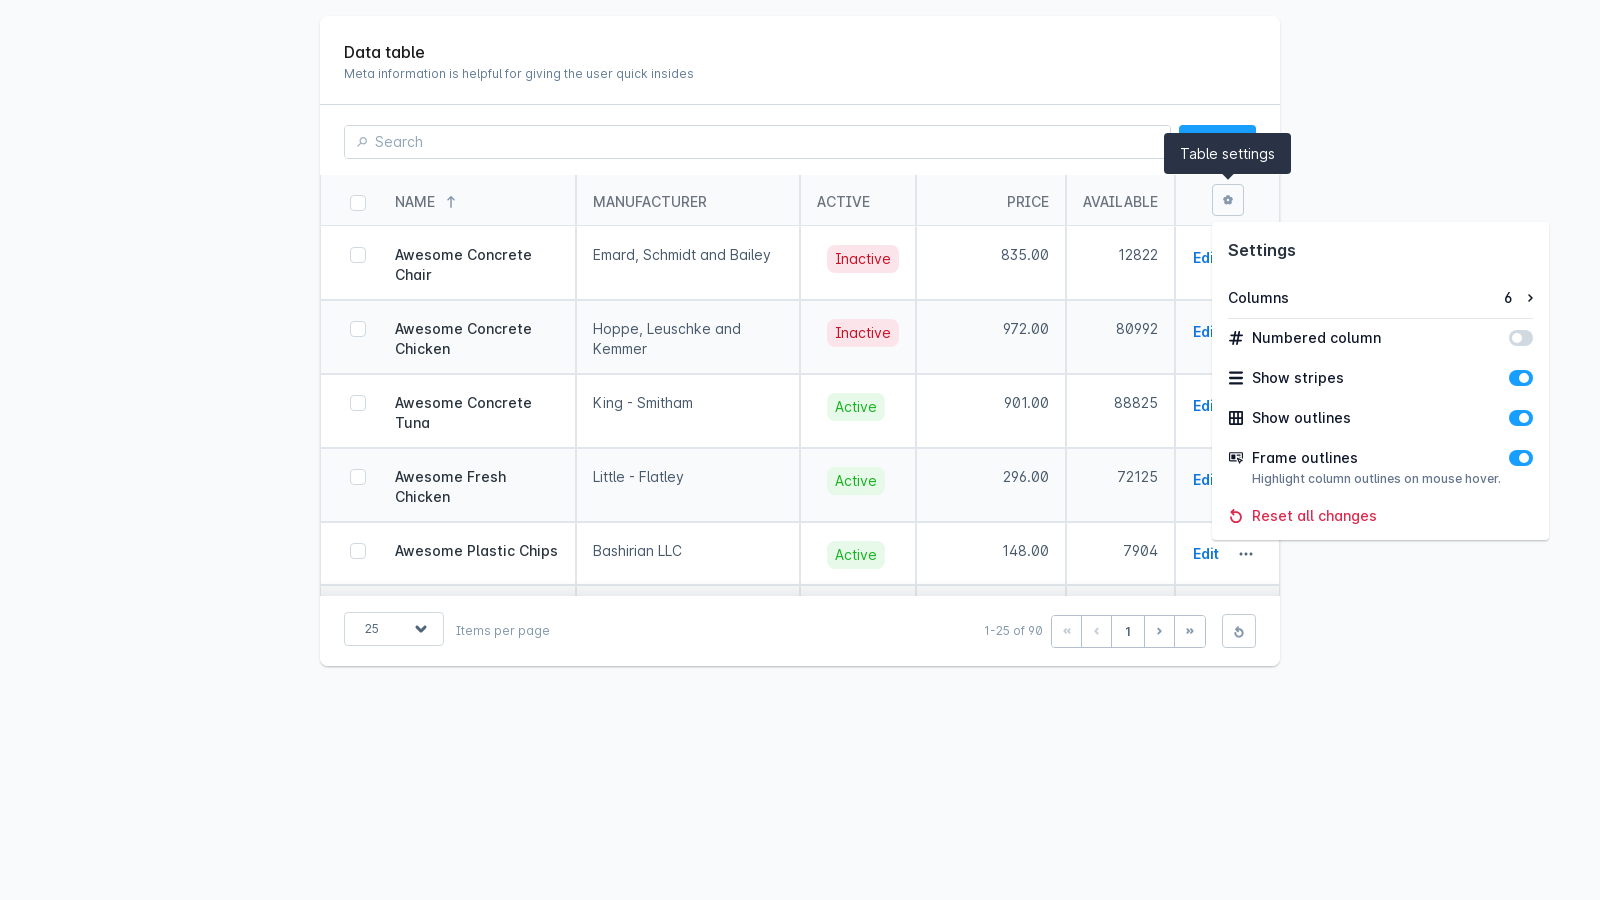 Data table
Meta information is helpful for giving the user quick insides
Search
Table settings
NAME MANUFACTURER ACTIVE PRICE AVAILABLE
Awesome Concrete Chair Emard, Schmidt and Bailey Inactive 835.00 12822
Awesome Concrete Chicken Hoppe, Leuschke and Kemmer Inactive 972.00 80992
Awesome Concrete Tuna King - Smitham Active 901.00 88825
Awesome Fresh Chicken Little - Flatley Active 296.00 72125
Awesome Plastic Chips Bashirian LLC Active 148.00 7904 Edit
Settings
Columns 6
Numbered column
Show stripes
Show outlines
Frame outlines
Highlight column outlines on mouse hover.
Reset all changes
25 Items per page 1-25 of 90 « ‹ 1 › »